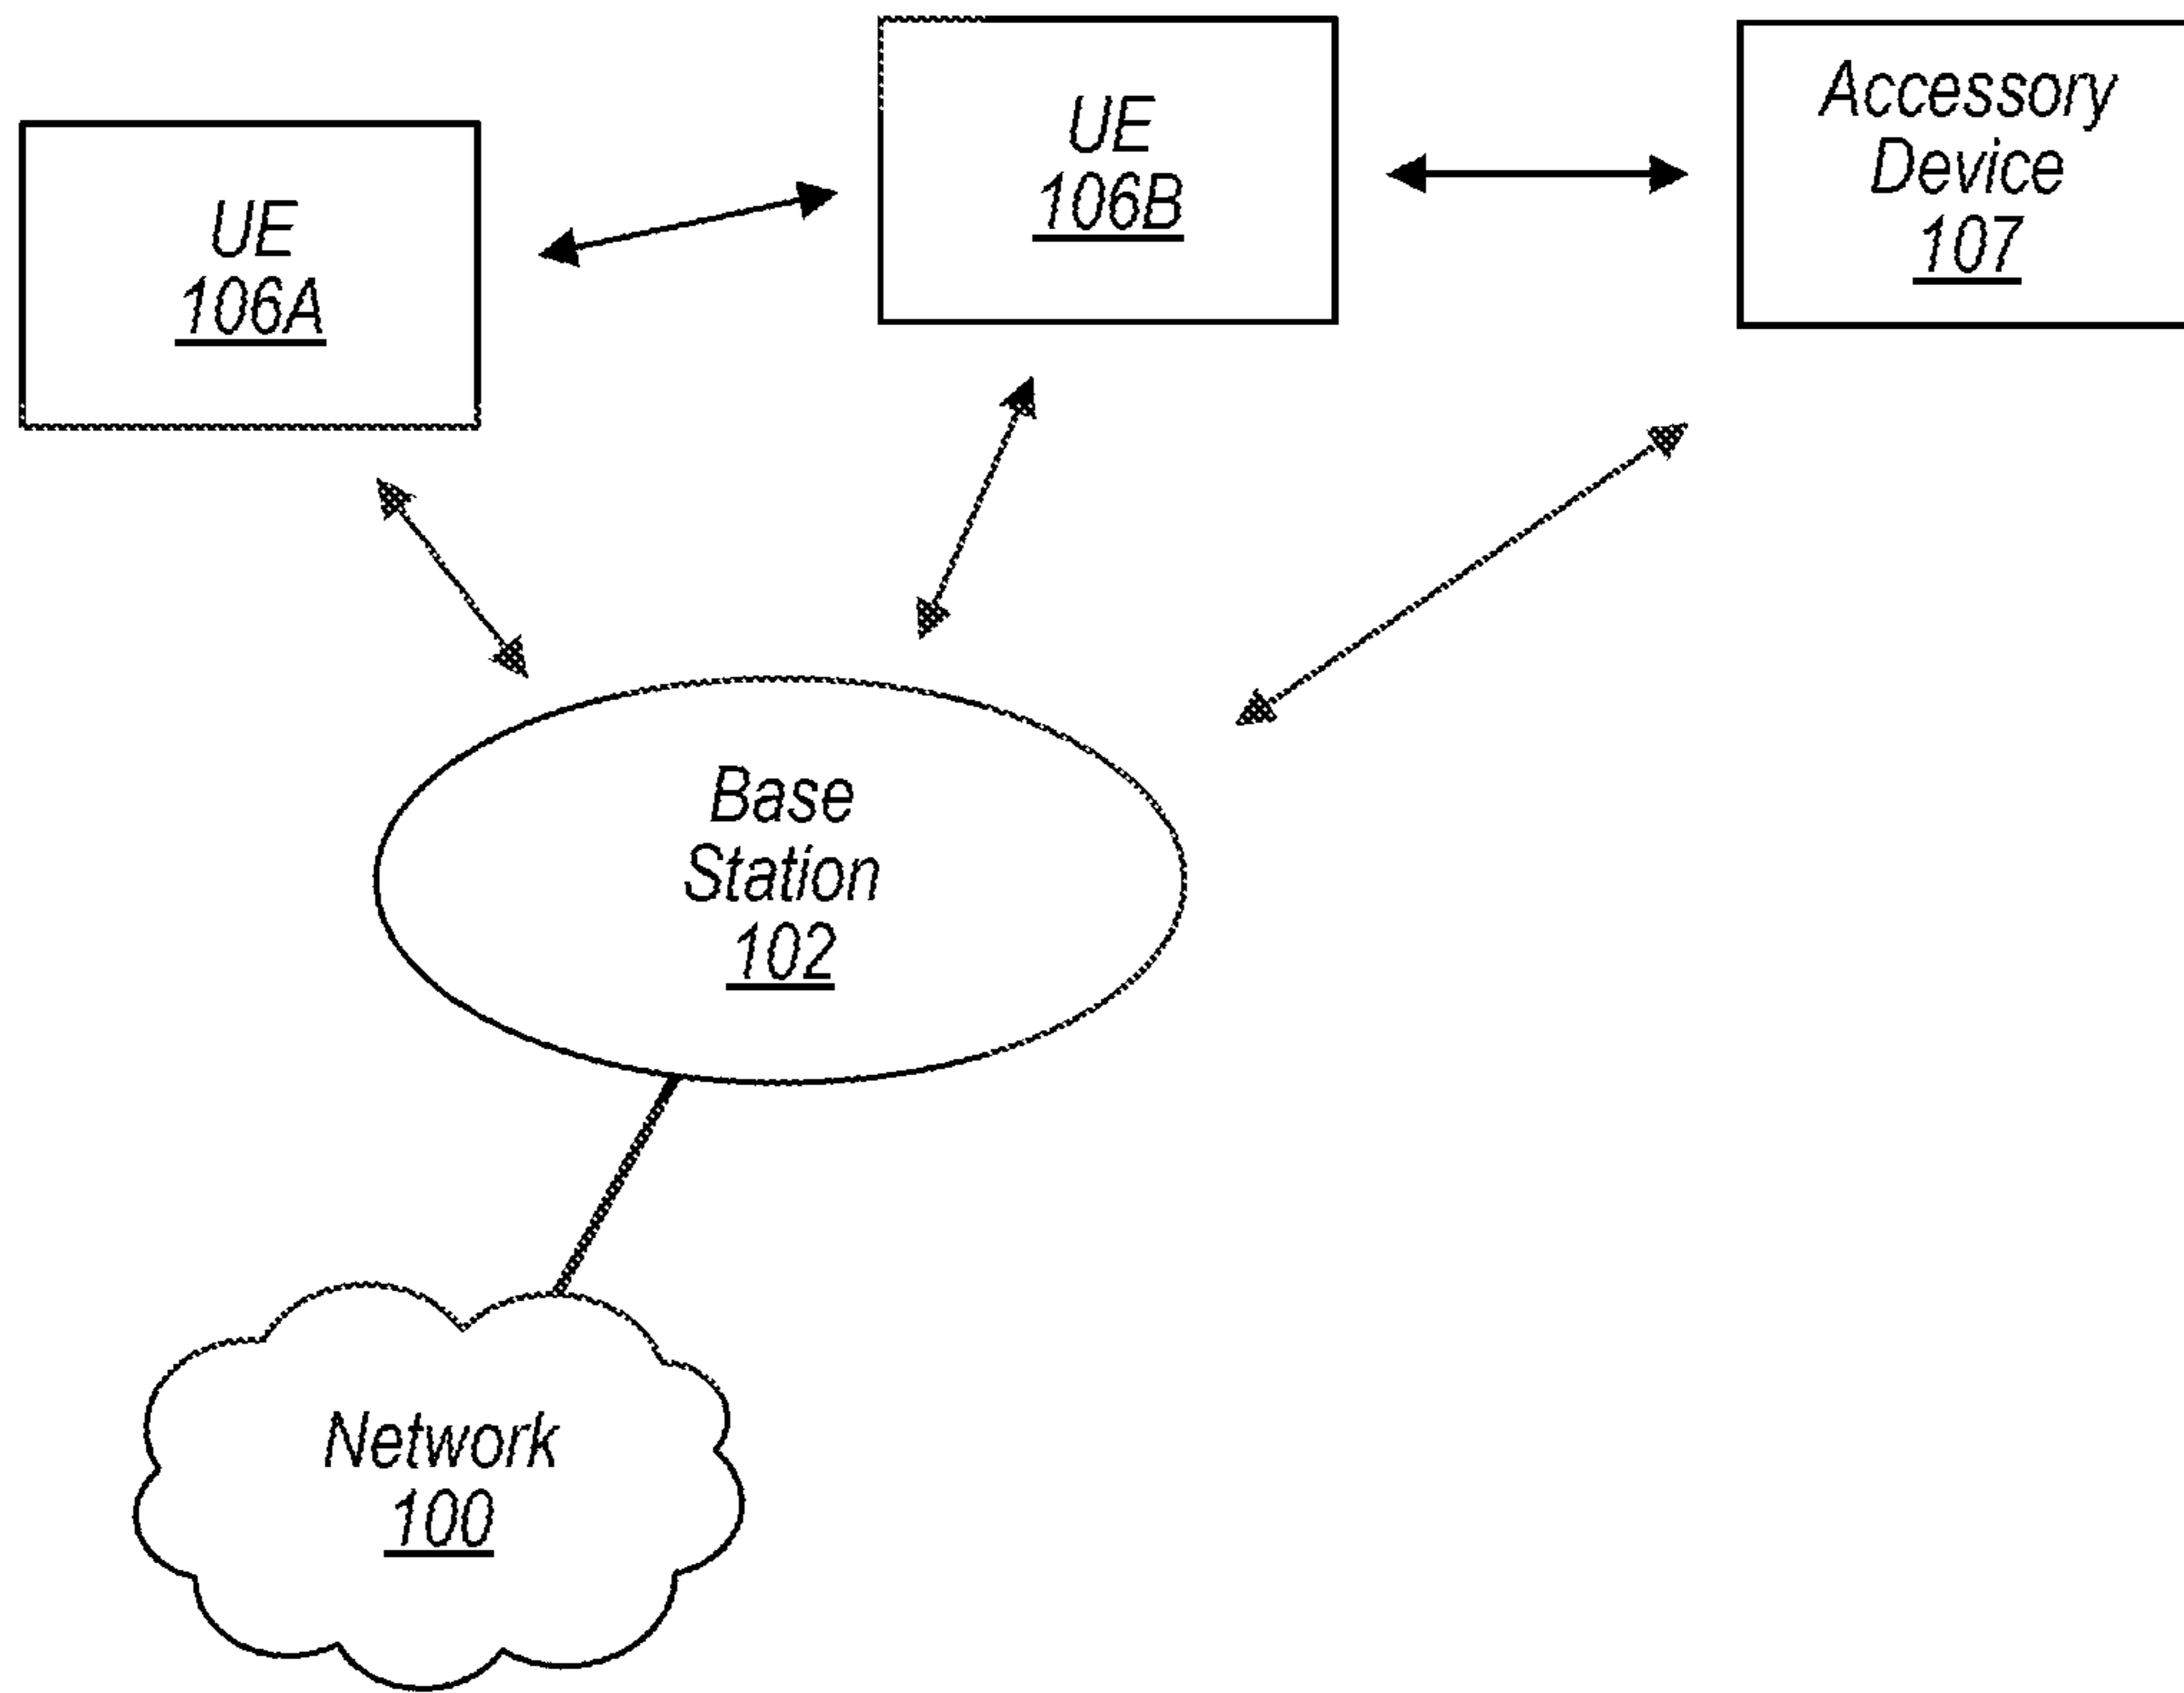 UE
106A
UE
106B
Accessory
Device
107
Base
Station
102
Network
100